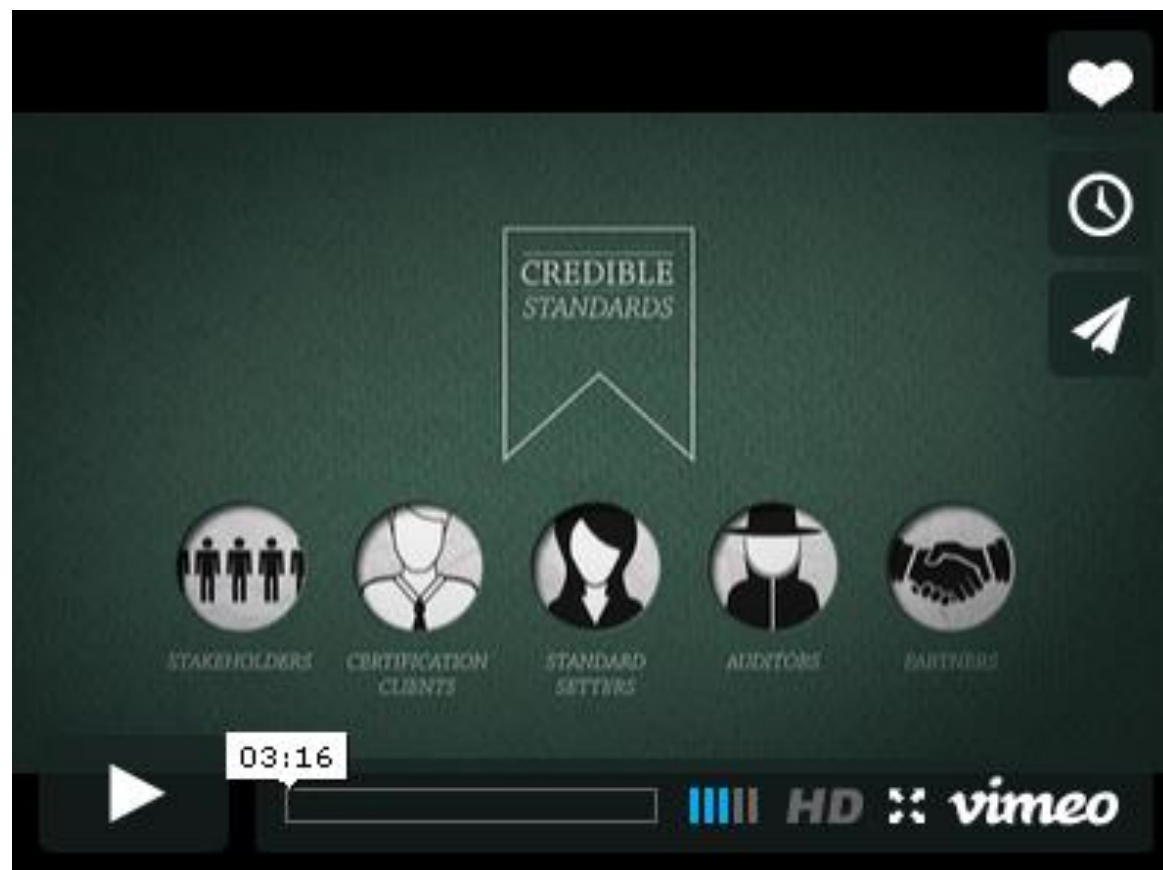 CREDIBLE
STANDARDS
STAKEHOLDERS
CERTIFICATION
CLIENTS
STANDARD
SETTERS
AUDITORS
PARTNERS
03:16
HD
vimeo